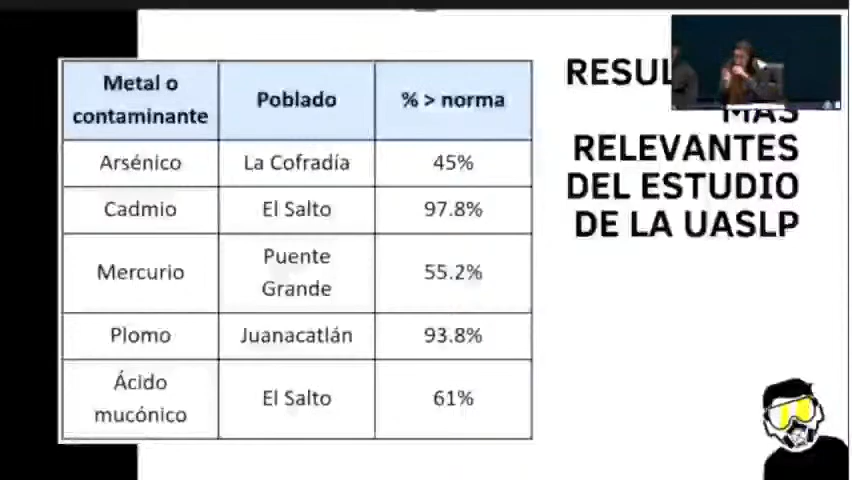 Metal o contaminante Poblado % > norma
Arsénico La Cofradía 45%
Cadmio El Salto 97.8%
Mercurio Puente Grande 55.2%
Plomo Juanacatlán 93.8%
Ácido mucónico El Salto 61%
MAS
RELEVANTES
DEL ESTUDIO
DE LA UASLP